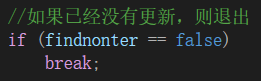 //如果已经没有更新，则退出
if (findnonter == false)
    break;